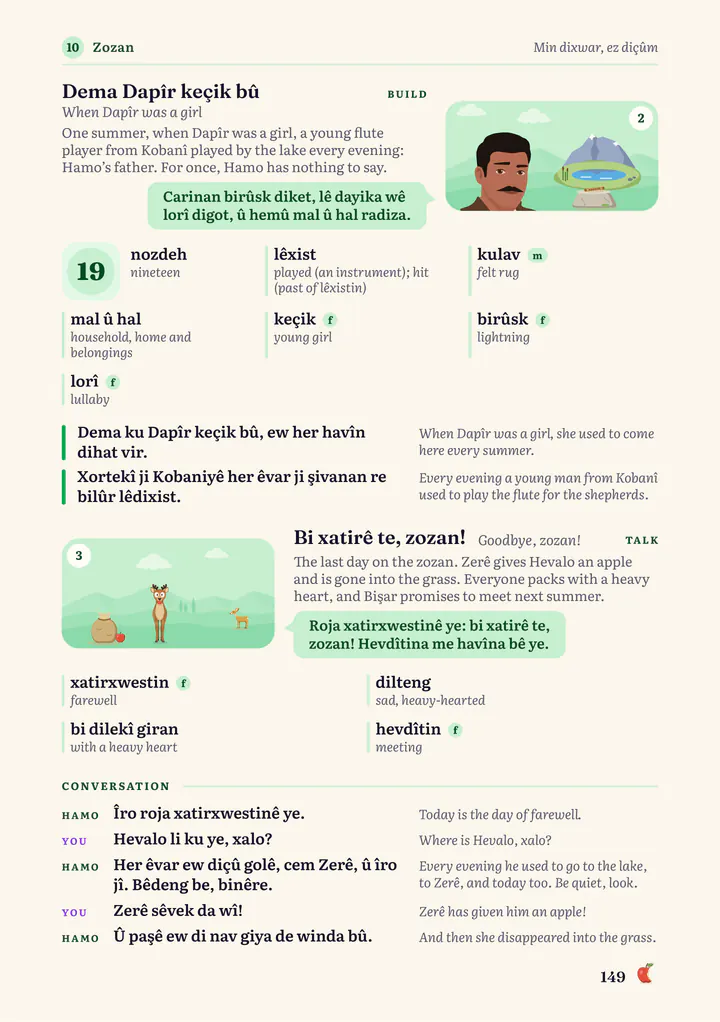 10 Zozan
Min dixwar, ez diçûm
Dema Dapîr keçik bû
BUILD
When Dapîr was a girl
One summer, when Dapîr was a girl, a young flute
player from Kobanî played by the lake every evening:
Hamo's father. For once, Hamo has nothing to say.
2
Carinan birûsk diket, lê dayika wê
lorî digot, û hemû mal û hal radiza.
19
nozdeh
nineteen
lêxist
played (an instrument); hit
(past of lêxistin)
kulav m
felt rug
mal û hal
household, home and
belongings
keçik f
young girl
birûsk f
lightning
lorî f
lullaby
Dema ku Dapîr keçik bû, ew her havîn
dihat vir.
When Dapîr was a girl, she used to come
here every summer.
Xortekî ji Kobaniyê her êvar ji şivanan re
bilûr lêdixist.
Every evening a young man from Kobanî
used to play the flute for the shepherds.
3
Bi xatirê te, zozan! Goodbye, zozan!
TALK
The last day on the zozan. Zerê gives Hevalo an apple
and is gone into the grass. Everyone packs with a heavy
heart, and Bişar promises to meet next summer.
Roja xatirxwestinê ye: bi xatirê te,
zozan! Hevdîtina me havîna bê ye.
xatirxwestin f
farewell
dilteng
sad, heavy-hearted
bi dilekî giran
with a heavy heart
hevdîtin f
meeting
CONVERSATION
HAMO Îro roja xatirxwestinê ye.
Today is the day of farewell.
YOU Hevalo li ku ye, xalo?
Where is Hevalo, xalo?
HAMO Her êvar ew diçû golê, cem Zerê, û îro
jî. Bêdeng be, binêre.
Every evening he used to go to the lake,
to Zerê, and today too. Be quiet, look.
YOU Zerê sêvek da wî!
Zerê has given him an apple!
HAMO Û paşê ew di nav giya de winda bû.
And then she disappeared into the grass.
149